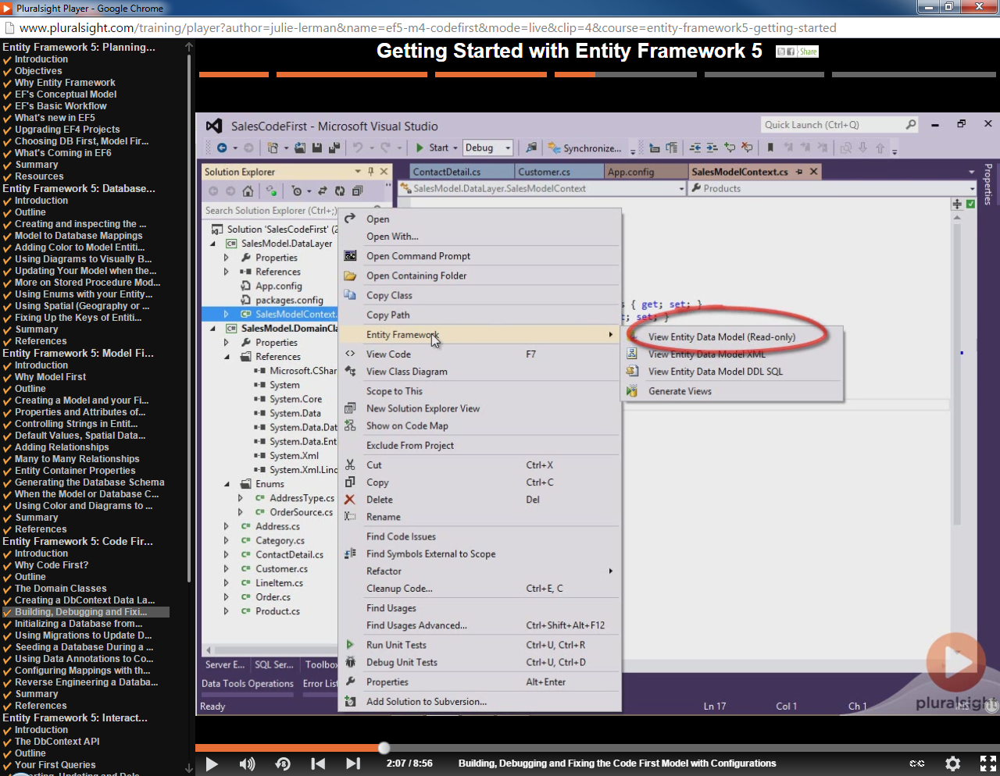 Pluralsight Player - Google Chrome
www.pluralsight.com/training/player?author=julie-lerman&name=ef5-m4-codefirst&mode=live&clip=4&course=entity-framework5-getting-started
Entity Framework 5: Planning...
Introduction
Objectives
Why Entity Framework
EF's Conceptual Model
EF's Basic Workflow
What's new in EF5
Upgrading EF4 Projects
Choosing DB First, Model Fir...
What's Coming in EF6
Summary
Resources
Entity Framework 5: Database...
Introduction
Outline
Creating and inspecting the ...
Model to Database Mappings
Adding Color to Model Entiti...
Using Diagrams to Visually B...
Updating Your Model when the...
More on Stored Procedure Mod...
Using Enums with your Entity...
Using Spatial (Geography or ...
Fixing Up the Keys of Entiti...
Summary
References
Entity Framework 5: Model Fi...
Introduction
Why Model First
Outline
Creating a Model and your Fi...
Properties and Attributes of...
Controlling Strings in Entit...
Default Values, Spatial Data...
Adding Relationships
Many to Many Relationships
Entity Container Properties
Generating the Database Schema
When the Model or Database C...
Using Color and Diagrams to ...
Summary
References
Entity Framework 5: Code Fir...
Introduction
Why Code First?
Outline
The Domain Classes
Creating a DbContext Data La...
Building, Debugging and Fixi...
Initializing a Database from...
Using Migrations to Update D...
Seeding a Database During a ...
Using Data Annotations to Co...
Configuring Mappings with th...
Reverse Engineering a Databa...
Summary
References
Entity Framework 5: Interact...
Introduction
The DbContext API
Outline
Your First Queries
Getting Started with Entity Framework 5
Share
SalesCodeFirst - Microsoft Visual Studio
Quick Launch (Ctrl+Q)
Start
Debug
Synchronize...
Solution Explorer
ContactDetail.cs
Customer.cs
App.config
SalesModelContext.cs
Properties
SalesModel.DataLayer.SalesModelContext
Products
Search Solution Explorer (Ctrl+;)
Solution 'SalesCodeFirst' (2
SalesModel.DataLayer
Properties
References
App.config
packages.config
SalesModelContext.
SalesModel.DomainCla
Properties
References
Microsoft.CShar
System
System.Core
System.Data
System.Data.Dat
System.Data.Ent
System.Xml
System.Xml.Linq
Enums
AddressType.cs
OrderSource.cs
Address.cs
Category.cs
ContactDetail.cs
Customer.cs
LineItem.cs
Order.cs
Product.cs
Open
Open With...
Open Command Prompt
Open Containing Folder
Copy Class
Copy Path
Entity Framework
View Code F7
View Class Diagram
Scope to This
New Solution Explorer View
Show on Code Map
Exclude From Project
Cut Ctrl+X
Copy Ctrl+C
Delete Del
Rename
Find Code Issues
Find Symbols External to Scope
Refactor
Cleanup Code... Ctrl+E, C
Find Usages
Find Usages Advanced... Ctrl+Shift+Alt+F12
Run Unit Tests Ctrl+U, Ctrl+R
Debug Unit Tests Ctrl+U, Ctrl+D
Properties Alt+Enter
Add Solution to Subversion...
s { get; set; }
t; set; }
View Entity Data Model (Read-only)
View Entity Data Model XML
View Entity Data Model DDL SQL
Generate Views
Server E...
SQL Ser...
Toolbox
Data Tools Operations
Error List
Ready
Ln 17
Col 1
Ch 1
INS
pluralsight
2:07 / 8:56
Building, Debugging and Fixing the Code First Model with Configurations
CC